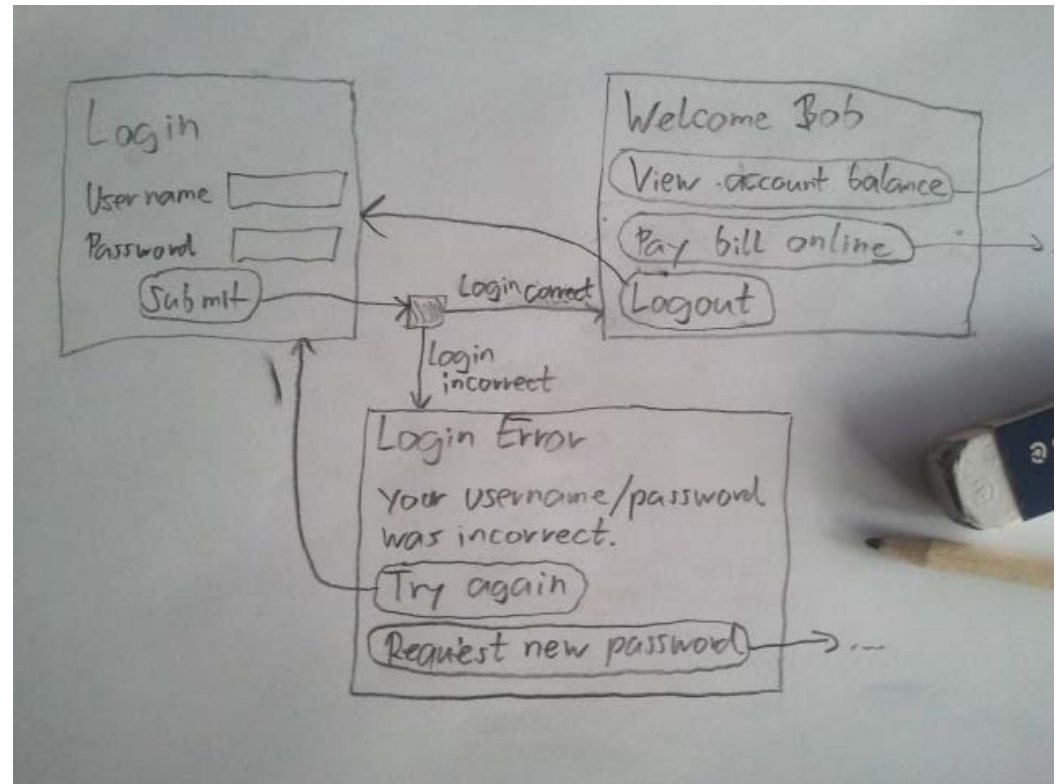 Login
Username
Password
Submit
Login correct
Login
incorrect
Welcome Bob
View account balance
Pay bill online
Logout
Login Error
Your username/password
was incorrect.
Try again
Request new password
...